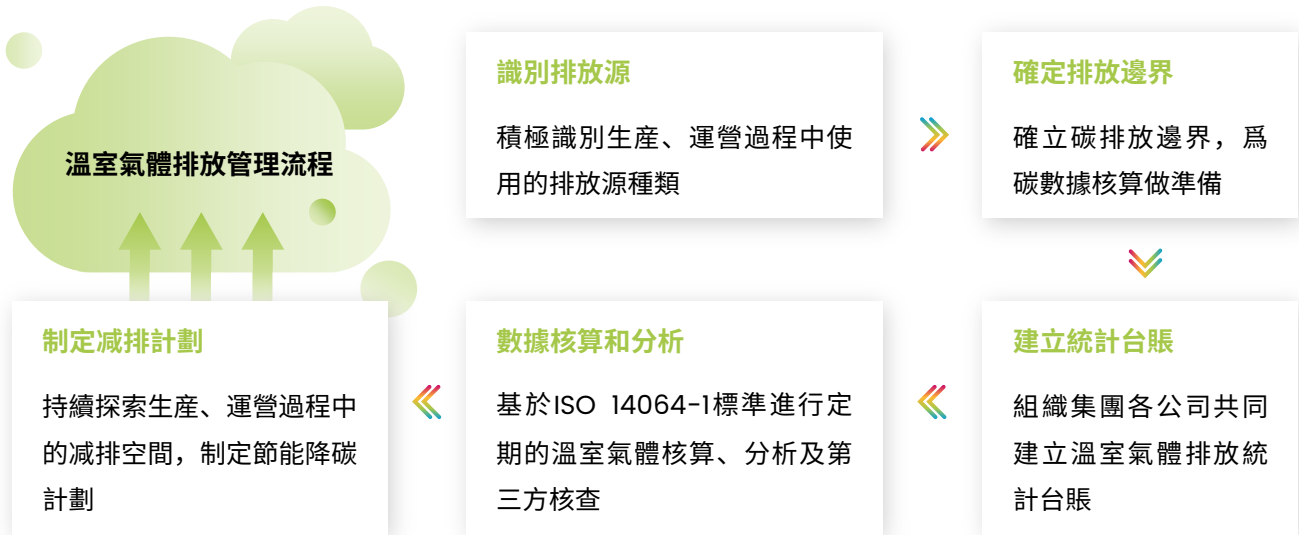 溫室氣體排放管理流程
識別排放源
積極識別生産、運營過程中使
用的排放源種類
確定排放邊界
確立碳排放邊界，爲
碳數據核算做準備
建立統計台賬
組織集團各公司共同
建立溫室氣體排放統
計台賬
數據核算和分析
基於ISO 14064-1標準進行定
期的溫室氣體核算、分析及第
三方核查
制定减排計劃
持續探索生産、運營過程中
的减排空間，制定節能降碳
計劃